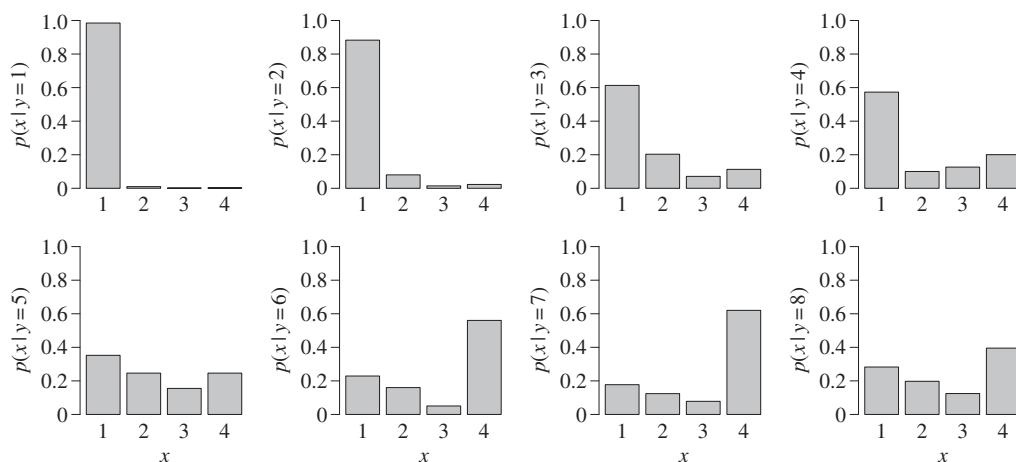 1.0 1.0 1.0 1.0
0.8 0.8 0.8 0.8
0.6 0.6 0.6 0.6
0.4 0.4 0.4 0.4
0.2 0.2 0.2 0.2
0 0 0 0
p(x | y = 1) p(x | y = 2) p(x | y = 3) p(x | y = 4)
1 2 3 4 1 2 3 4 1 2 3 4 1 2 3 4
1.0 1.0 1.0 1.0
0.8 0.8 0.8 0.8
0.6 0.6 0.6 0.6
0.4 0.4 0.4 0.4
0.2 0.2 0.2 0.2
0 0 0 0
p(x | y = 5) p(x | y = 6) p(x | y = 7) p(x | y = 8)
1 2 3 4 1 2 3 4 1 2 3 4 1 2 3 4
x x x x